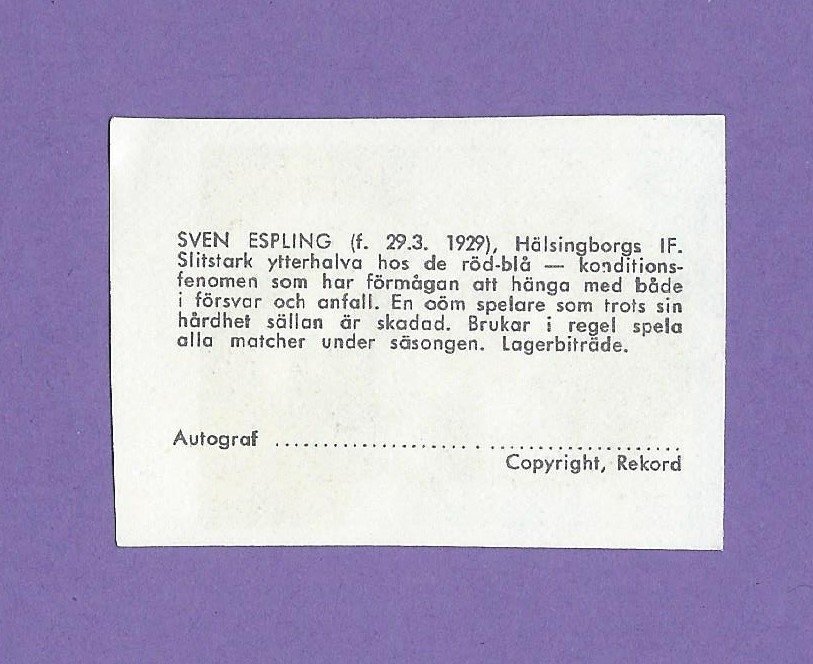 SVEN ESPLING (f. 29.3. 1929), Hälsingborgs IF.
Slitstark ytterhalva hos de röd-blå — konditions-
fenomen som har förmågan att hänga med både
i försvar och anfall. En oöm spelare som trots sin
hårdhet sällan är skadad. Brukar i regel spela
alla matcher under säsongen. Lagerbiträde.
Autograf ........................................
Copyright, Rekord